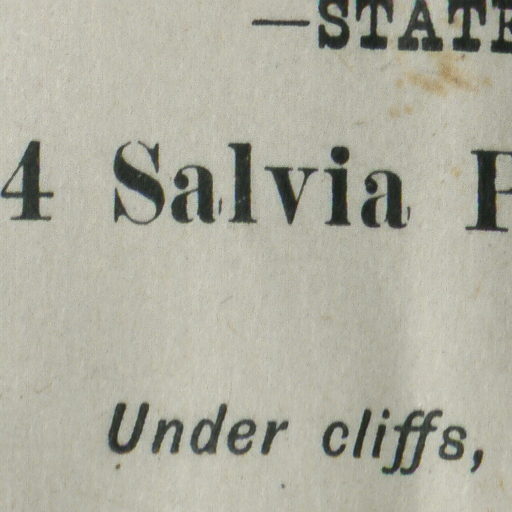 —STATE
4 Salvia P
Under cliffs,